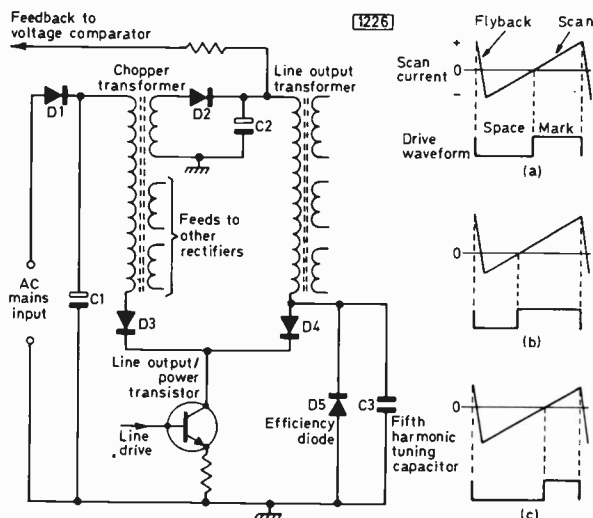 Feedback to
voltage comparator
1226
Chopper
transformer
Line output
transformer
D1
D2
C2
Feeds to
other
rectifiers
AC
mains
input
C1
D3
D4
Line output/
power
transistor
Line
drive
D5
Efficiency
diode
C3
Fifth
harmonic
tuning
capacitor
Flyback
Scan
Scan
current
+
0
−
Space
Mark
Drive
waveform
(a)
0
(b)
0
(c)